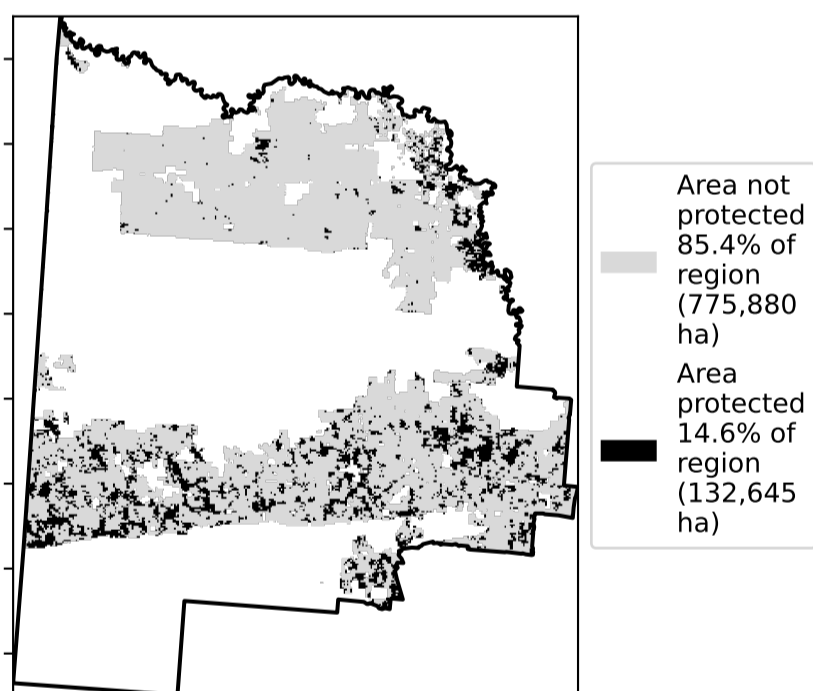 Area not
protected
85.4% of
region
(775,880
ha)
Area
protected
14.6% of
region
(132,645
ha)